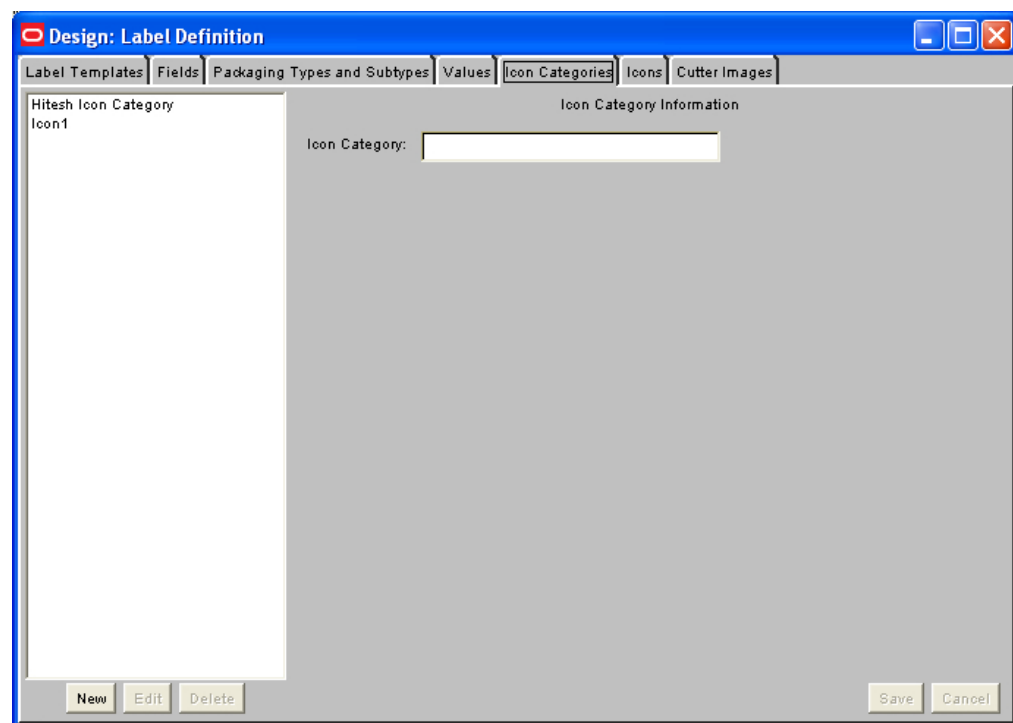 Design: Label Definition
Label Templates Fields Packaging Types and Subtypes Values Icon Categories Icons Cutter Images
Hitesh Icon Category
Icon1
Icon Category Information
Icon Category:
New Edit Delete
Save Cancel